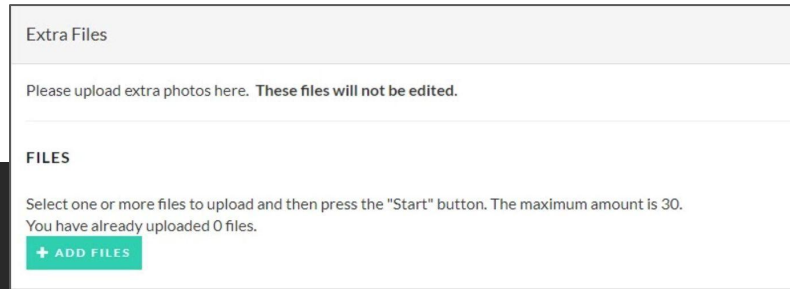 Extra Files
Please upload extra photos here. These files will not be edited.
FILES
Select one or more files to upload and then press the "Start" button. The maximum amount is 30.
You have already uploaded 0 files.
+ ADD FILES